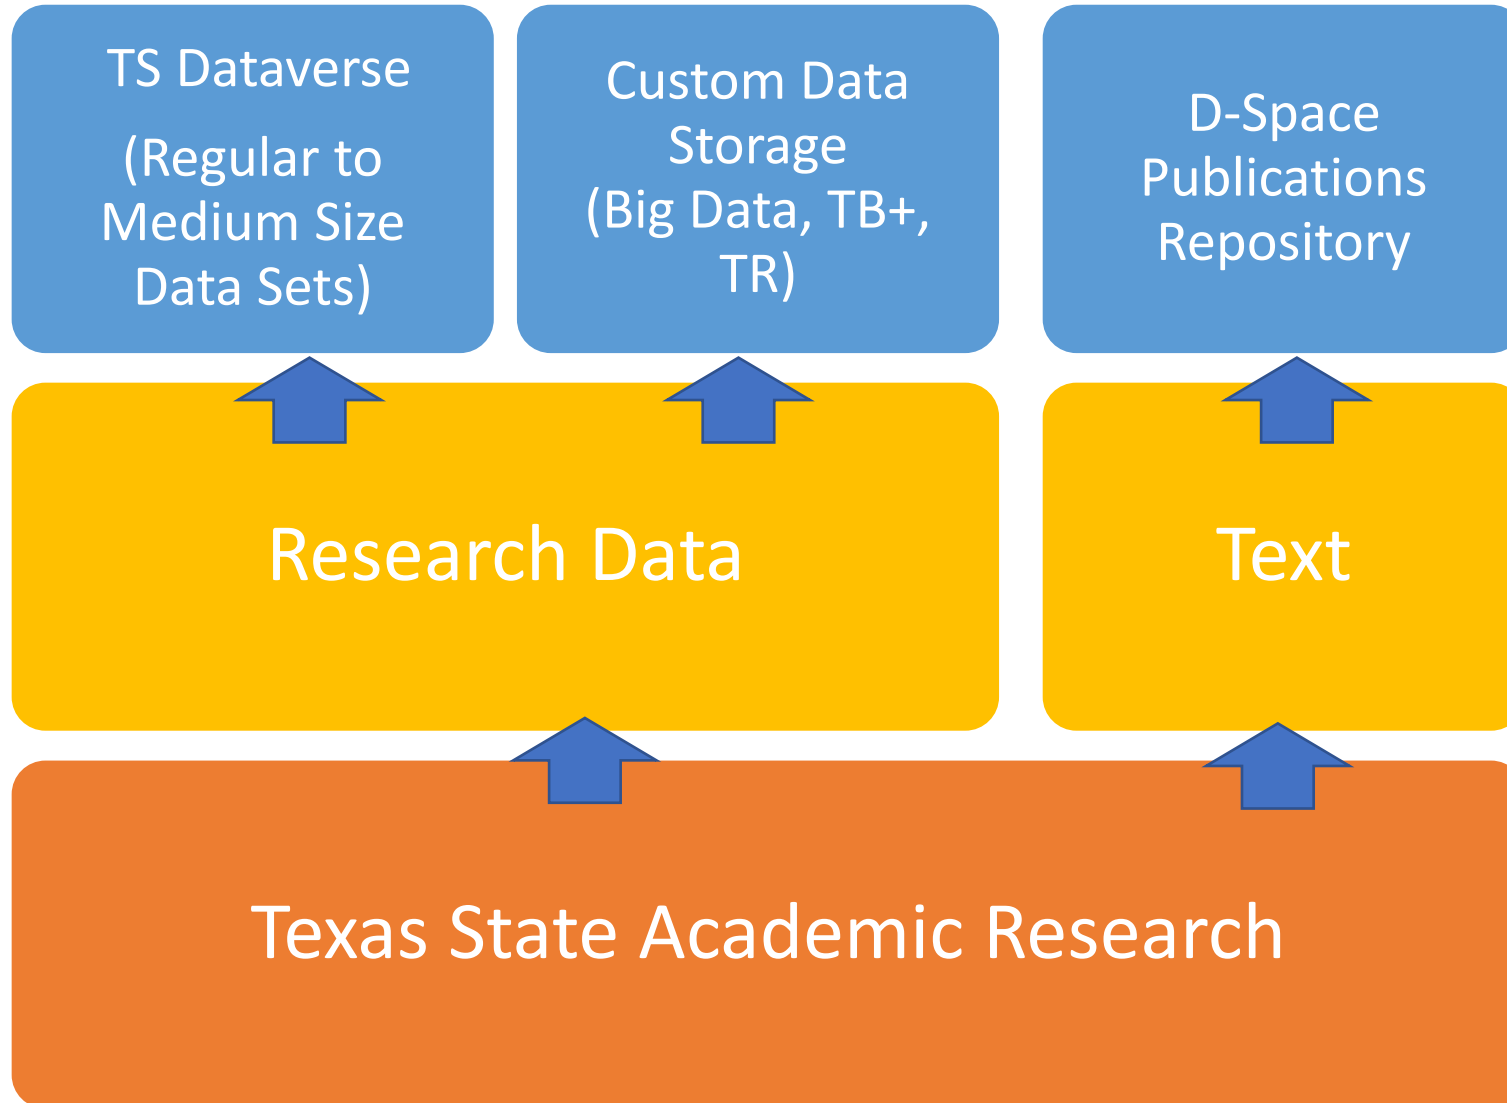 TS Dataverse
(Regular to
Medium Size
Data Sets)
Custom Data
Storage
(Big Data, TB+,
TR)
D-Space
Publications
Repository
Research Data
Text
Texas State Academic Research